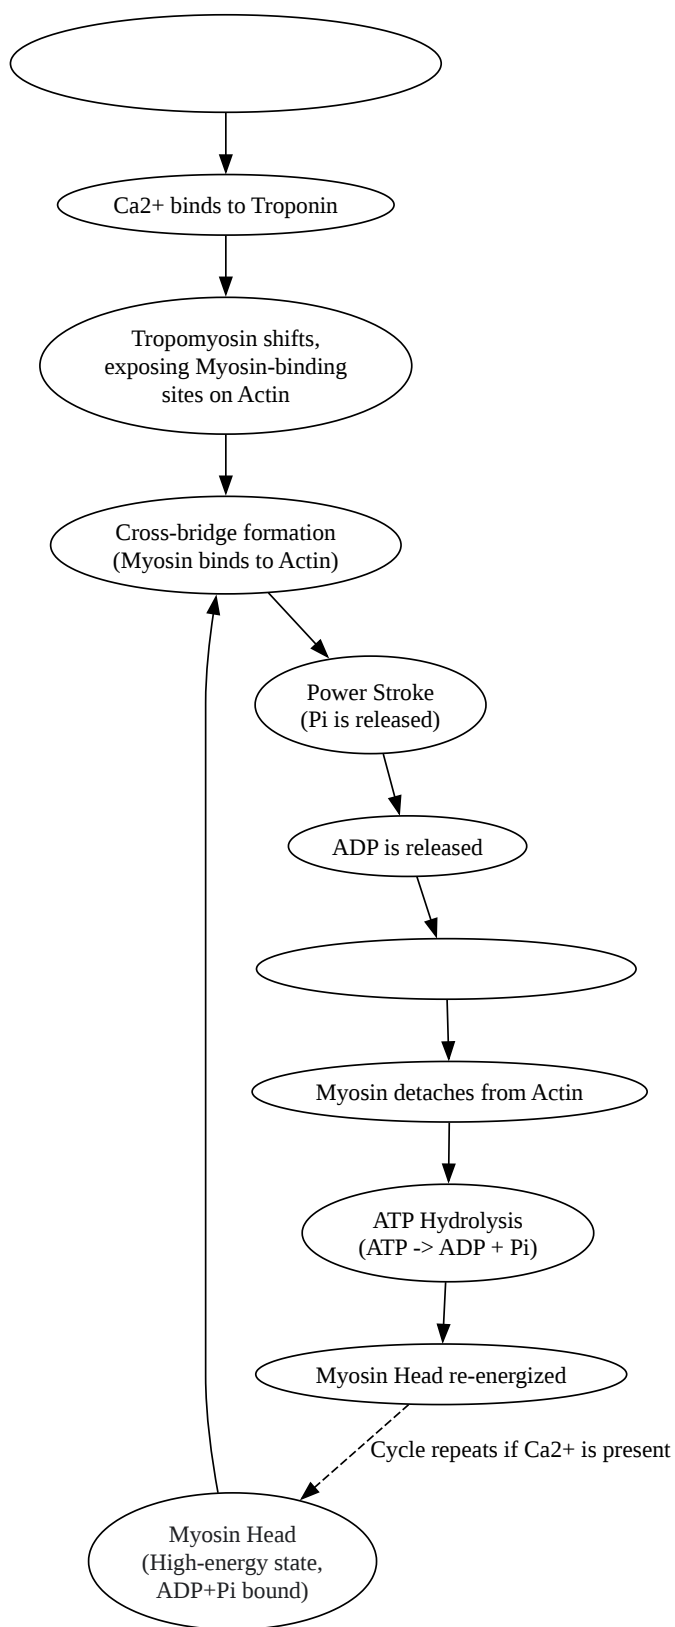 Ca2+ binds to Troponin
Tropomyosin shifts,
exposing Myosin-binding
sites on Actin
Cross-bridge formation
(Myosin binds to Actin)
Power Stroke
(Pi is released)
ADP is released
Myosin detaches from Actin
ATP Hydrolysis
(ATP -> ADP + Pi)
Myosin Head re-energized
Cycle repeats if Ca2+ is present
Myosin Head
(High-energy state,
ADP+Pi bound)